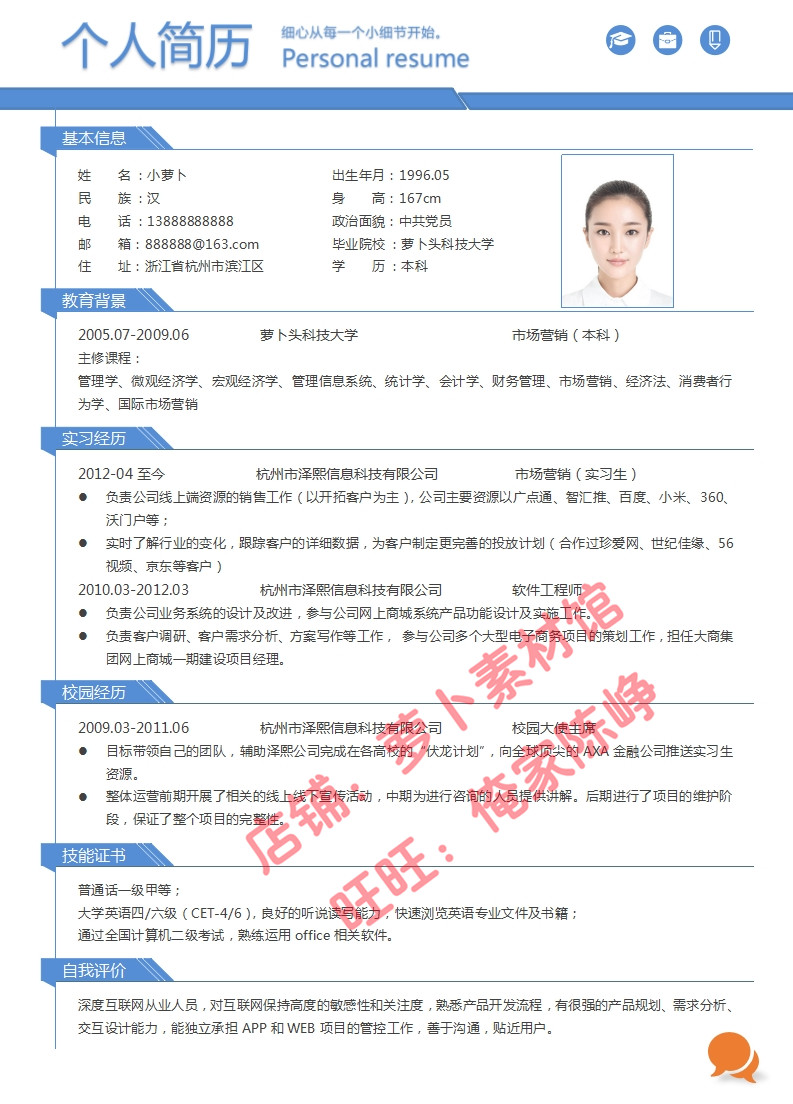 个人简历
细心从每一个小细节开始。
Personal resume
基本信息
姓 名：小萝卜 出生年月：1996.05
民 族：汉 身 高：167cm
电 话：13888888888 政治面貌：中共党员
邮 箱：888888@163.com 毕业院校：萝卜头科技大学
住 址：浙江省杭州市滨江区 学 历：本科
教育背景
2005.07-2009.06 萝卜头科技大学 市场营销（本科）
主修课程：
管理学、微观经济学、宏观经济学、管理信息系统、统计学、会计学、财务管理、市场营销、经济法、消费者行
为学、国际市场营销
实习经历
2012-04 至今 杭州市泽熙信息科技有限公司 市场营销（实习生）
● 负责公司线上端资源的销售工作（以开拓客户为主），公司主要资源以广点通、智汇推、百度、小米、360、
沃门户等；
● 实时了解行业的变化，跟踪客户的详细数据，为客户制定更完善的投放计划（合作过珍爱网、世纪佳缘、56
视频、京东等客户）
2010.03-2012.03 杭州市泽熙信息科技有限公司 软件工程师
● 负责公司业务系统的设计及改进，参与公司网上商城系统产品功能设计及实施工作。
● 负责客户调研、客户需求分析、方案写作等工作， 参与公司多个大型电子商务项目的策划工作，担任大商集
团网上商城一期建设项目经理。
校园经历
2009.03-2011.06 杭州市泽熙信息科技有限公司 校园大使主席
● 目标带领自己的团队，辅助泽熙公司完成在各高校的“伏龙计划”，向全球顶尖的 AXA 金融公司推送实习生
资源。
● 整体运营前期开展了相关的线上线下宣传活动，中期为进行咨询的人员提供讲解。后期进行了项目的维护阶
段，保证了整个项目的完整性。
店铺：萝卜素材馆
旺旺：俺家陈峥
技能证书
普通话一级甲等；
大学英语四/六级（CET-4/6），良好的听说读写能力，快速浏览英语专业文件及书籍；
通过全国计算机二级考试，熟练运用 office 相关软件。
自我评价
深度互联网从业人员，对互联网保持高度的敏感性和关注度，熟悉产品开发流程，有很强的产品规划、需求分析、
交互设计能力，能独立承担 APP 和 WEB 项目的管控工作，善于沟通，贴近用户。